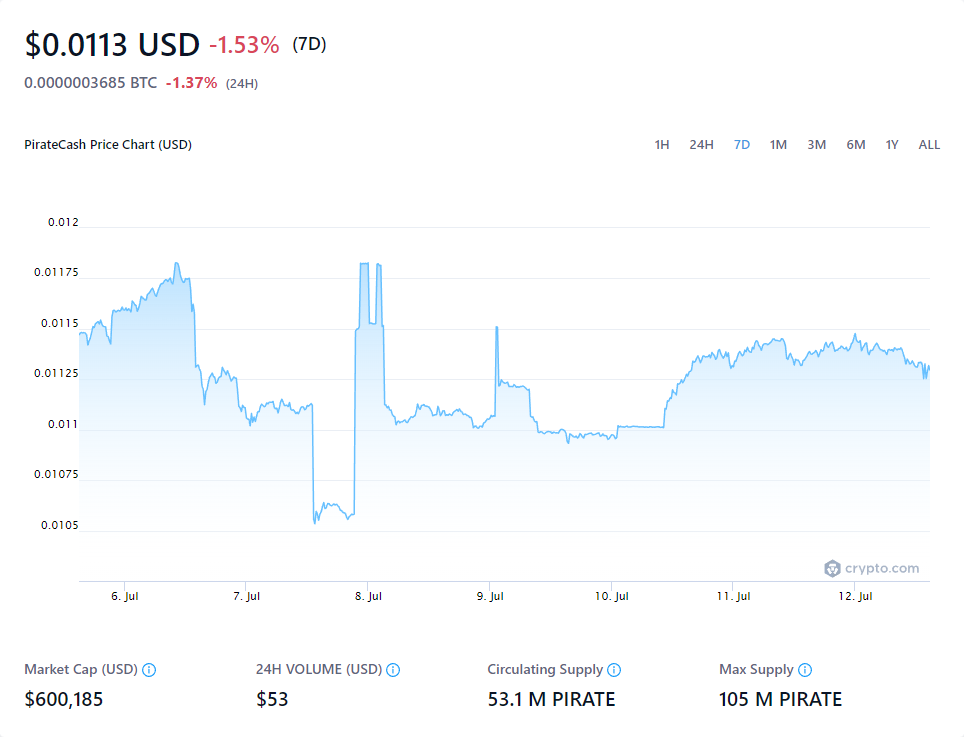 $0.0113 USD -1.53% (7D)
0.0000003685 BTC -1.37% (24H)
PirateCash Price Chart (USD)
1H 24H 7D 1M 3M 6M 1Y ALL
0.012
0.01175
0.0115
0.01125
0.011
0.01075
0.0105
crypto.com
6. Jul 7. Jul 8. Jul 9. Jul 10. Jul 11. Jul 12. Jul
Market Cap (USD) 24H VOLUME (USD) Circulating Supply Max Supply
$600,185 $53 53.1 M PIRATE 105 M PIRATE